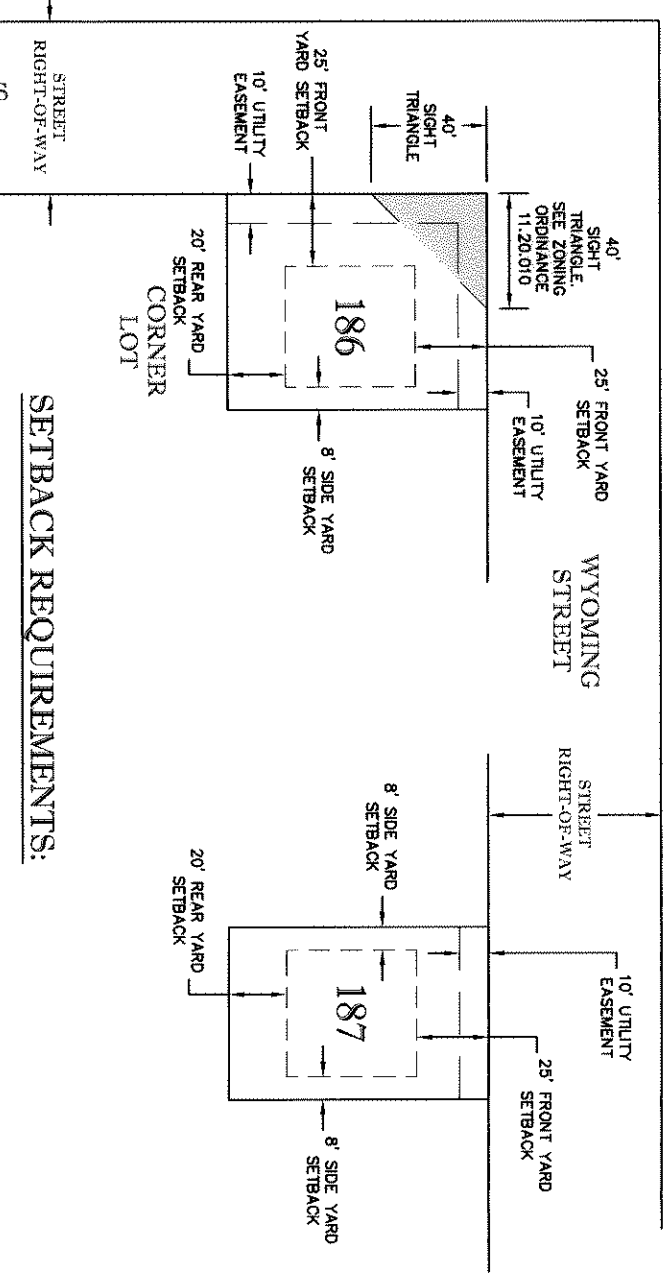 WYOMING
STREET
STREET
RIGHT-OF-WAY
STREET
RIGHT-OF-WAY
40'
SIGHT
TRIANGLE.
SEE ZONING
ORDINANCE
11.20.010
25' FRONT YARD
SETBACK
10' UTILITY
EASEMENT
40'
SIGHT
TRIANGLE
25' FRONT
YARD SETBACK
10' UTILITY
EASEMENT
186
8' SIDE YARD
SETBACK
20' REAR YARD
SETBACK
CORNER
LOT
10' UTILITY
EASEMENT
25' FRONT YARD
SETBACK
8' SIDE YARD
SETBACK
187
8' SIDE YARD
SETBACK
20' REAR YARD
SETBACK
SETBACK REQUIREMENTS: